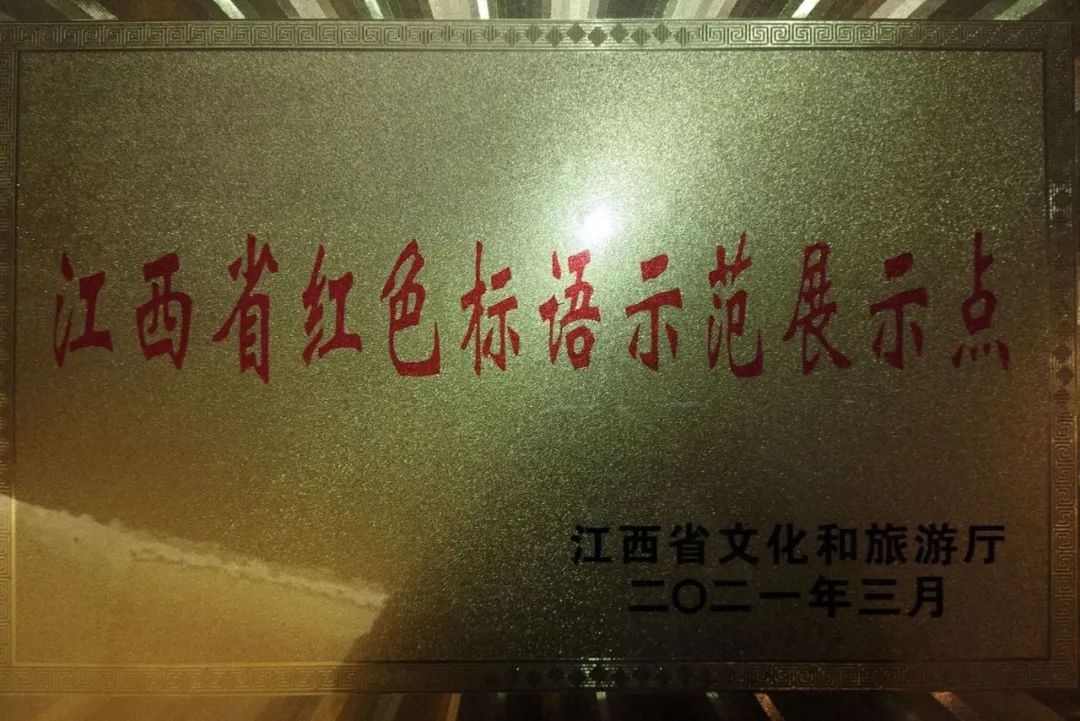 江西省红色标语示范展示点
江西省文化和旅游厅
二〇二一年三月